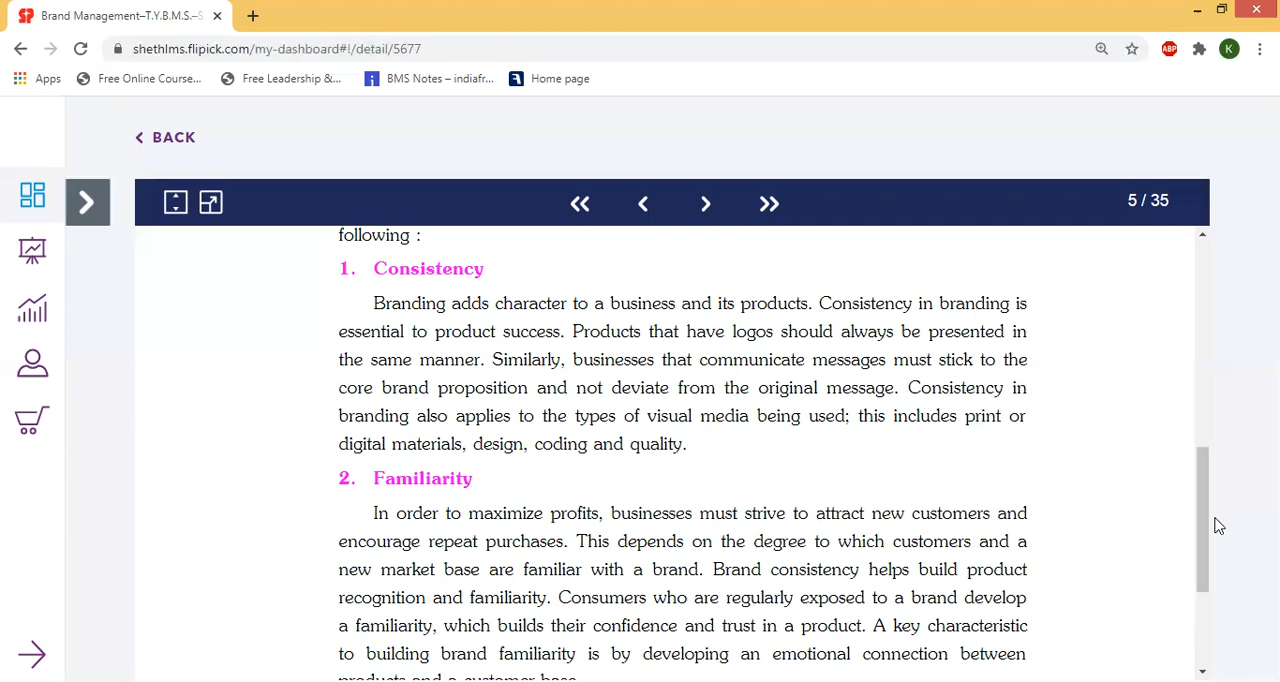 Brand Management–T.Y.B.M.S.–S
shethlms.flipick.com/my-dashboard#!/detail/5677
ABP
K
Apps
Free Online Course...
Free Leadership &...
BMS Notes – indiafr...
Home page
BACK
5 / 35
following :
1. Consistency
Branding adds character to a business and its products. Consistency in branding is
essential to product success. Products that have logos should always be presented in
the same manner. Similarly, businesses that communicate messages must stick to the
core brand proposition and not deviate from the original message. Consistency in
branding also applies to the types of visual media being used; this includes print or
digital materials, design, coding and quality.
2. Familiarity
In order to maximize profits, businesses must strive to attract new customers and
encourage repeat purchases. This depends on the degree to which customers and a
new market base are familiar with a brand. Brand consistency helps build product
recognition and familiarity. Consumers who are regularly exposed to a brand develop
a familiarity, which builds their confidence and trust in a product. A key characteristic
to building brand familiarity is by developing an emotional connection between
products and a customer base.